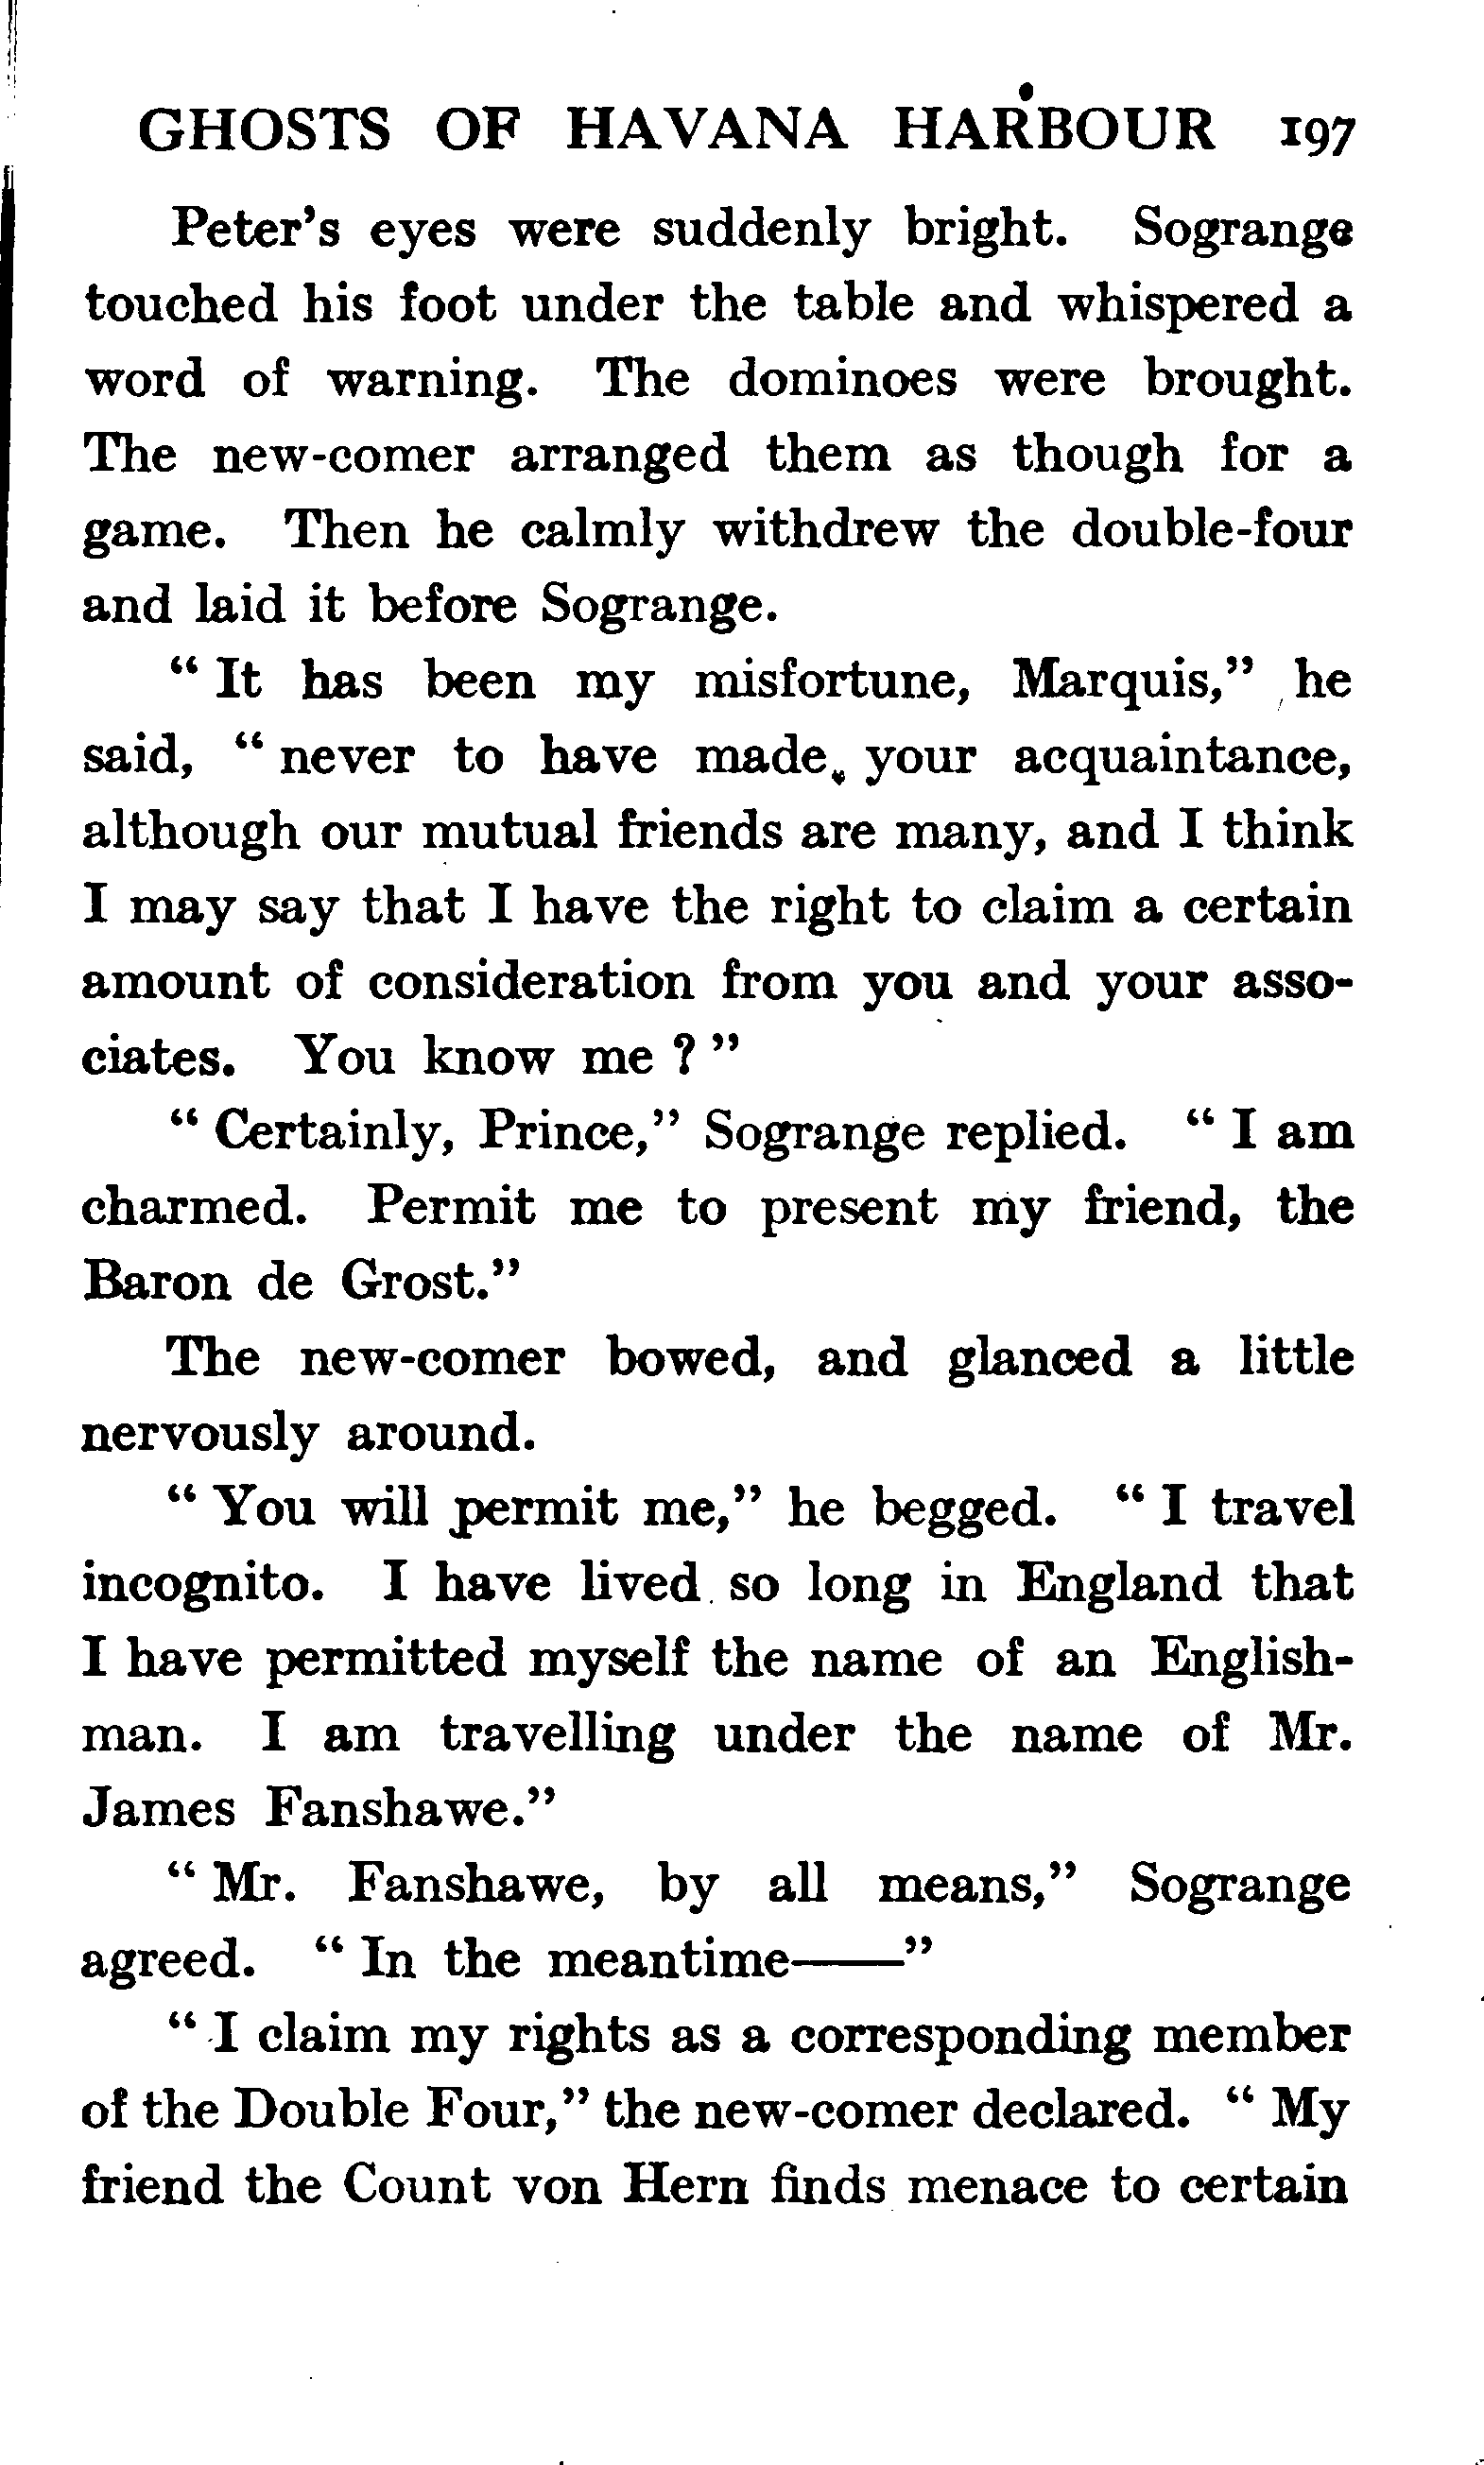 GHOSTS OF HAVANA HARBOUR 197
Peter's eyes were suddenly bright. Sogrange
touched his foot under the table and whispered a
word of warning. The dominoes were brought.
The new-comer arranged them as though for a
game. Then he calmly withdrew the double-four
and laid it before Sogrange.
“ It has been my misfortune, Marquis,” he
said, “ never to have made your acquaintance,
although our mutual friends are many, and I think
I may say that I have the right to claim a certain
amount of consideration from you and your asso-
ciates. You know me ? ”
“ Certainly, Prince,” Sogrange replied. “ I am
charmed. Permit me to present my friend, the
Baron de Grost.”
The new-comer bowed, and glanced a little
nervously around.
“ You will permit me,” he begged. “ I travel
incognito. I have lived so long in England that
I have permitted myself the name of an English-
man. I am travelling under the name of Mr.
James Fanshawe.”
“ Mr. Fanshawe, by all means,” Sogrange
agreed. “ In the meantime——”
“ I claim my rights as a corresponding member
of the Double Four,” the new-comer declared. “ My
friend the Count von Hern finds menace to certain